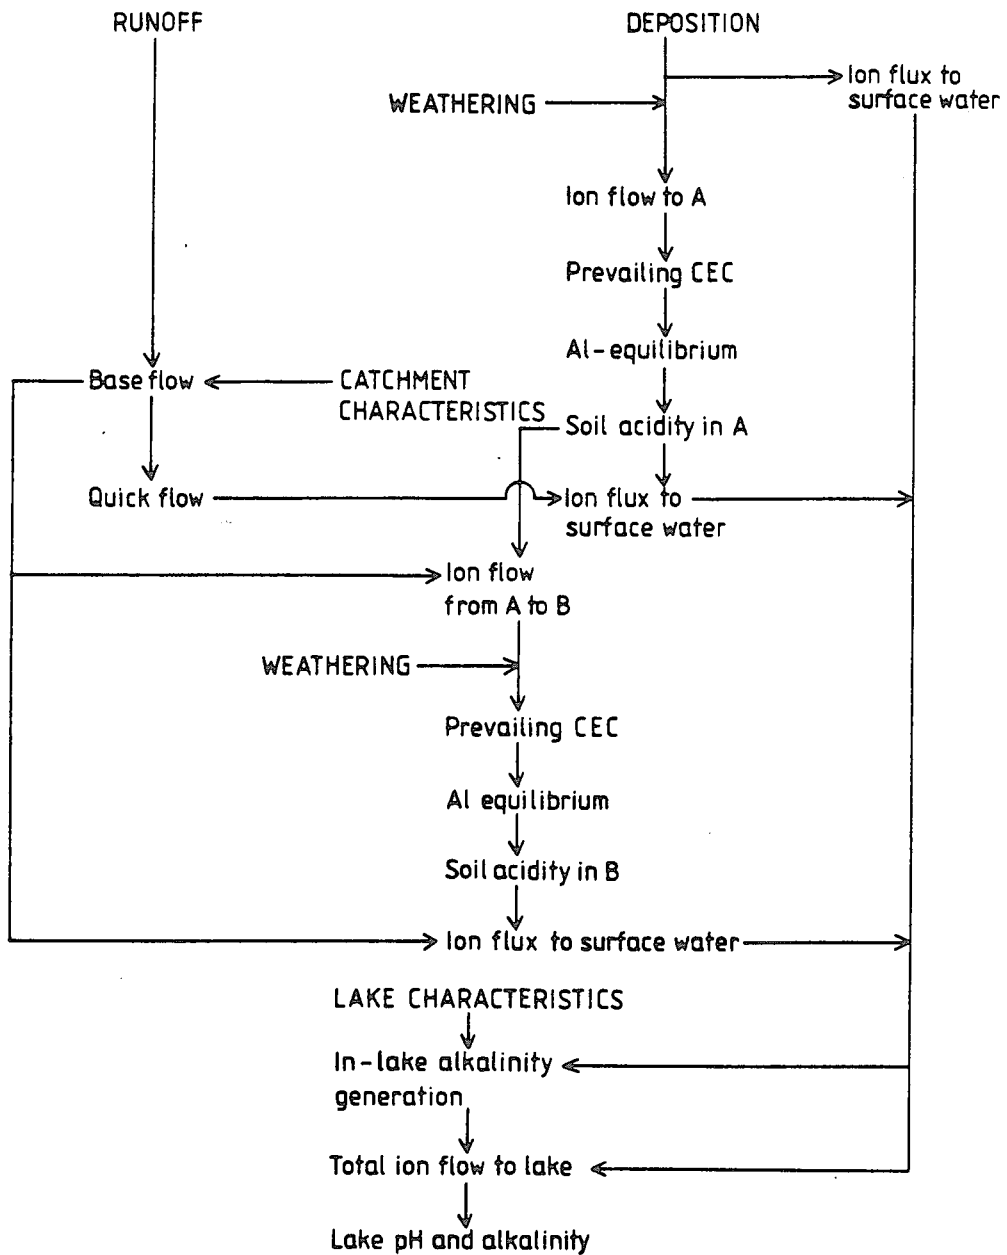 RUNOFF
DEPOSITION
Ion flux to
surface water
WEATHERING
Ion flow to A
Prevailing CEC
Al-equilibrium
Base flow
CATCHMENT
CHARACTERISTICS
Soil acidity in A
Quick flow
Ion flux to
surface water
Ion flow
from A to B
WEATHERING
Prevailing CEC
Al equilibrium
Soil acidity in B
Ion flux to surface water
LAKE CHARACTERISTICS
In-lake alkalinity
generation
Total ion flow to lake
Lake pH and alkalinity